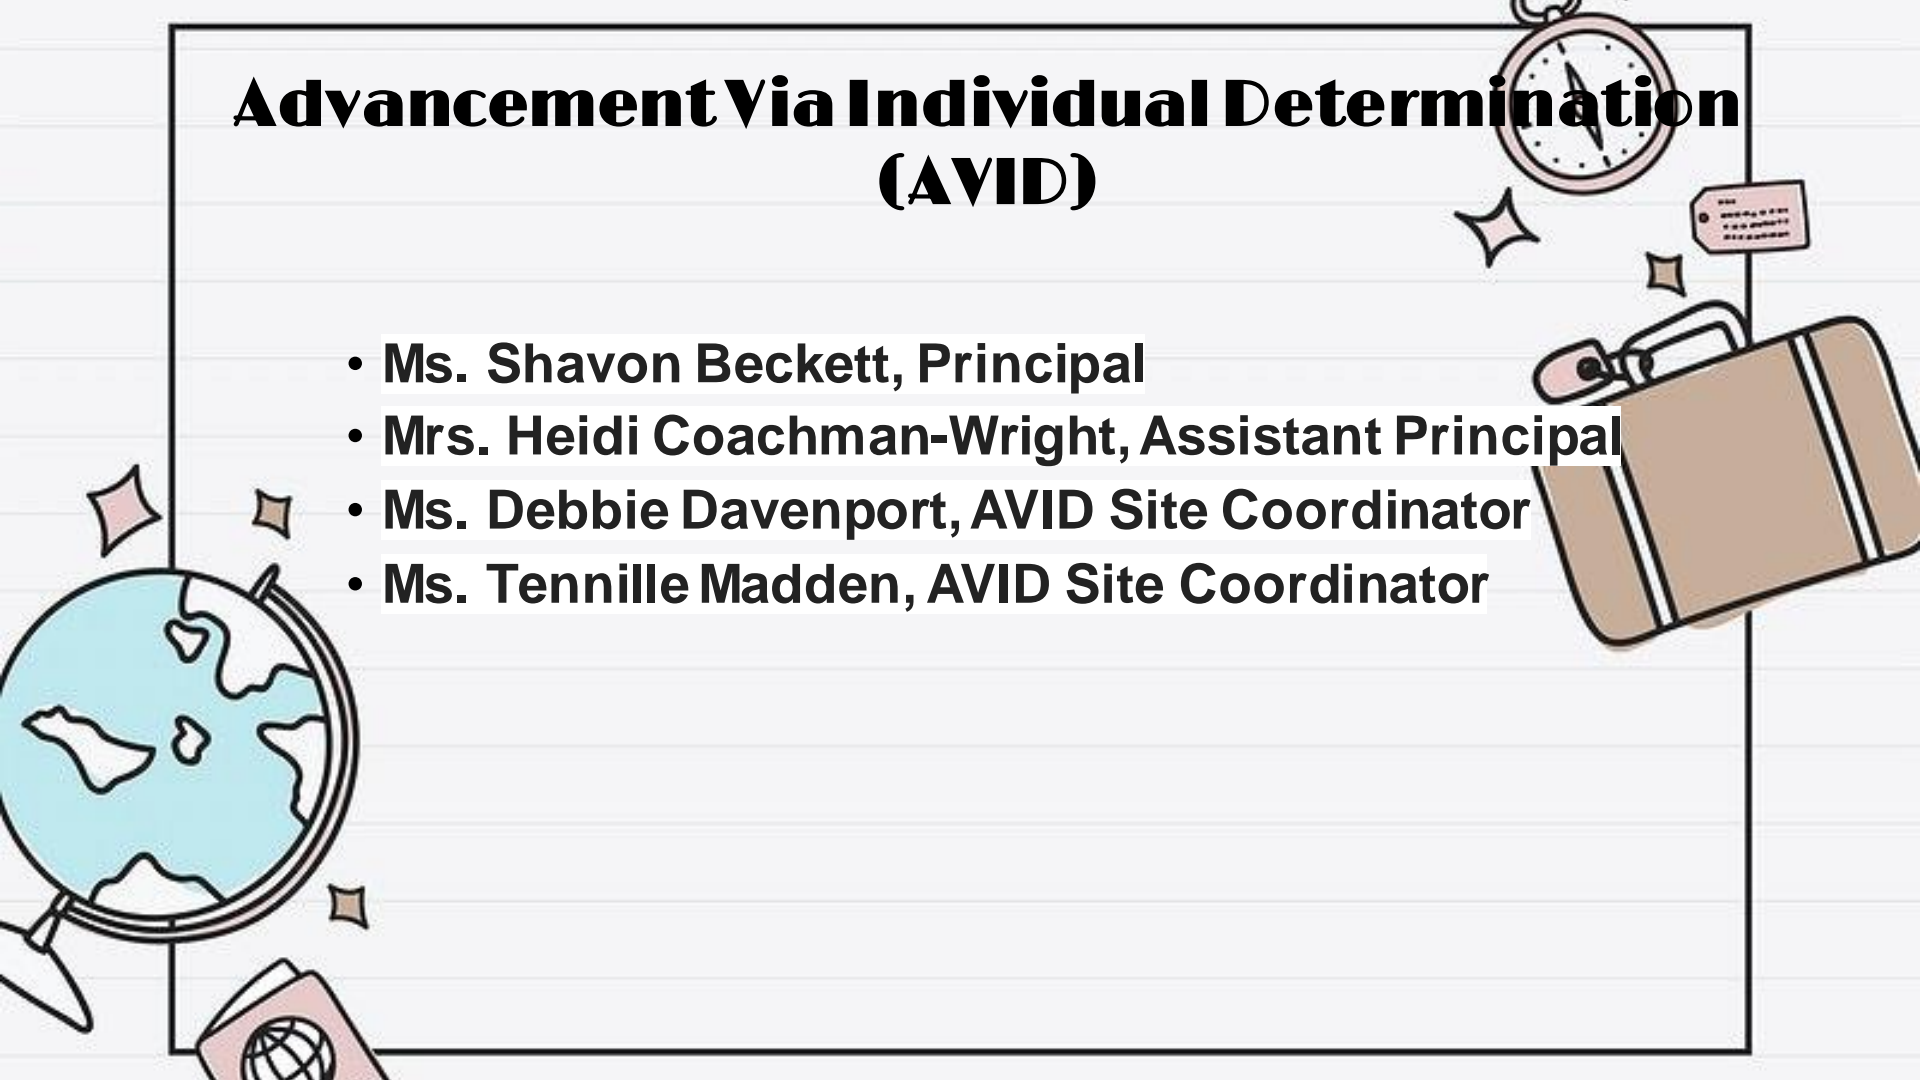 Advancement Via Individual Determination
(AVID)
• Ms. Shavon Beckett, Principal
• Mrs. Heidi Coachman-Wright, Assistant Principal
• Ms. Debbie Davenport, AVID Site Coordinator
• Ms. Tennille Madden, AVID Site Coordinator